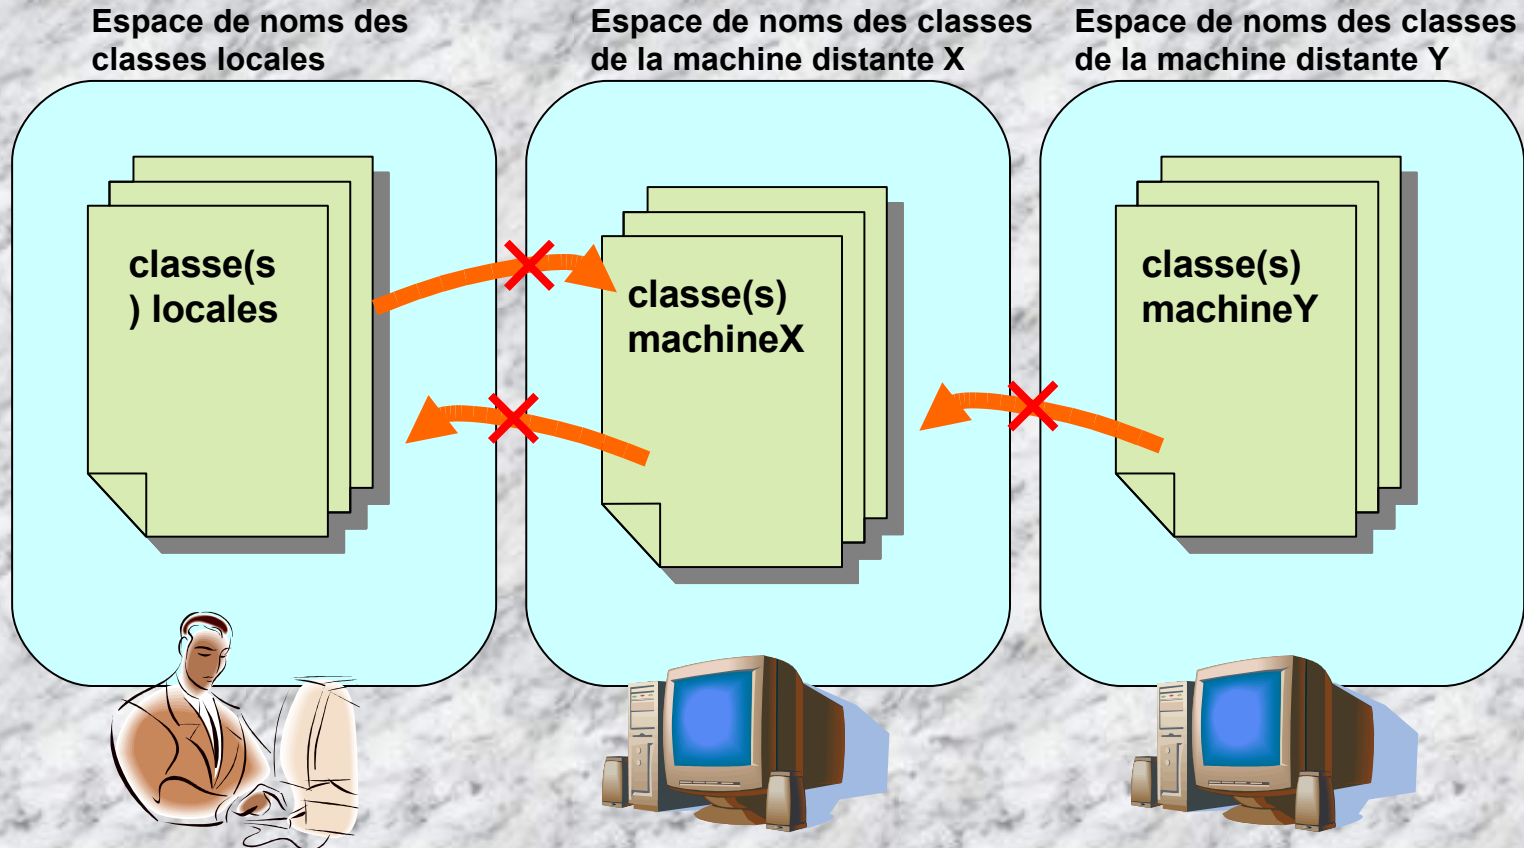 Espace de noms des
classes locales
Espace de noms des classes
de la machine distante X
Espace de noms des classes
de la machine distante Y
classe(s
) locales
classe(s)
machineX
classe(s)
machineY